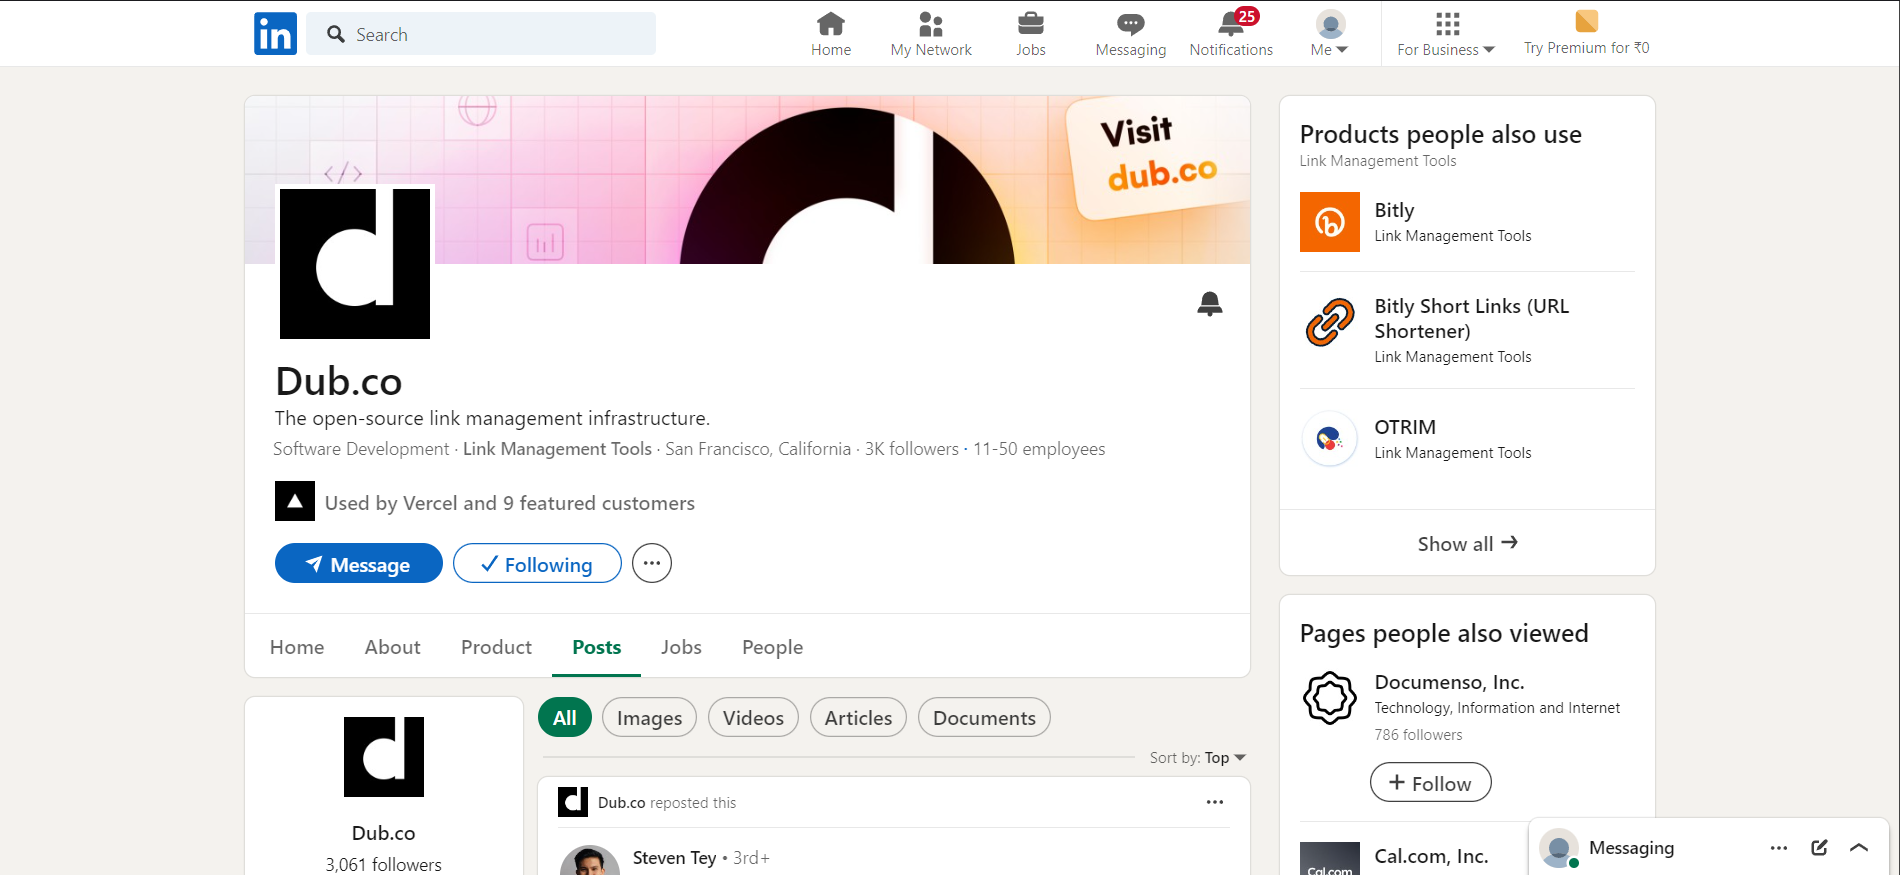 in
Search
Home
My Network
Jobs
Messaging
25
Notifications
Me
For Business
Try Premium for ₹0
Visit
dub.co
Dub.co
The open-source link management infrastructure.
Software Development · Link Management Tools · San Francisco, California · 3K followers · 11-50 employees
Used by Vercel and 9 featured customers
Message
Following
Home
About
Product
Posts
Jobs
People
Dub.co
3,061 followers
All
Images
Videos
Articles
Documents
Sort by: Top
Dub.co reposted this
Steven Tey • 3rd+
Products people also use
Link Management Tools
Bitly
Link Management Tools
Bitly Short Links (URL
Shortener)
Link Management Tools
OTRIM
Link Management Tools
Show all →
Pages people also viewed
Documenso, Inc.
Technology, Information and Internet
786 followers
+ Follow
Cal.com
Cal.com, Inc.
Messaging